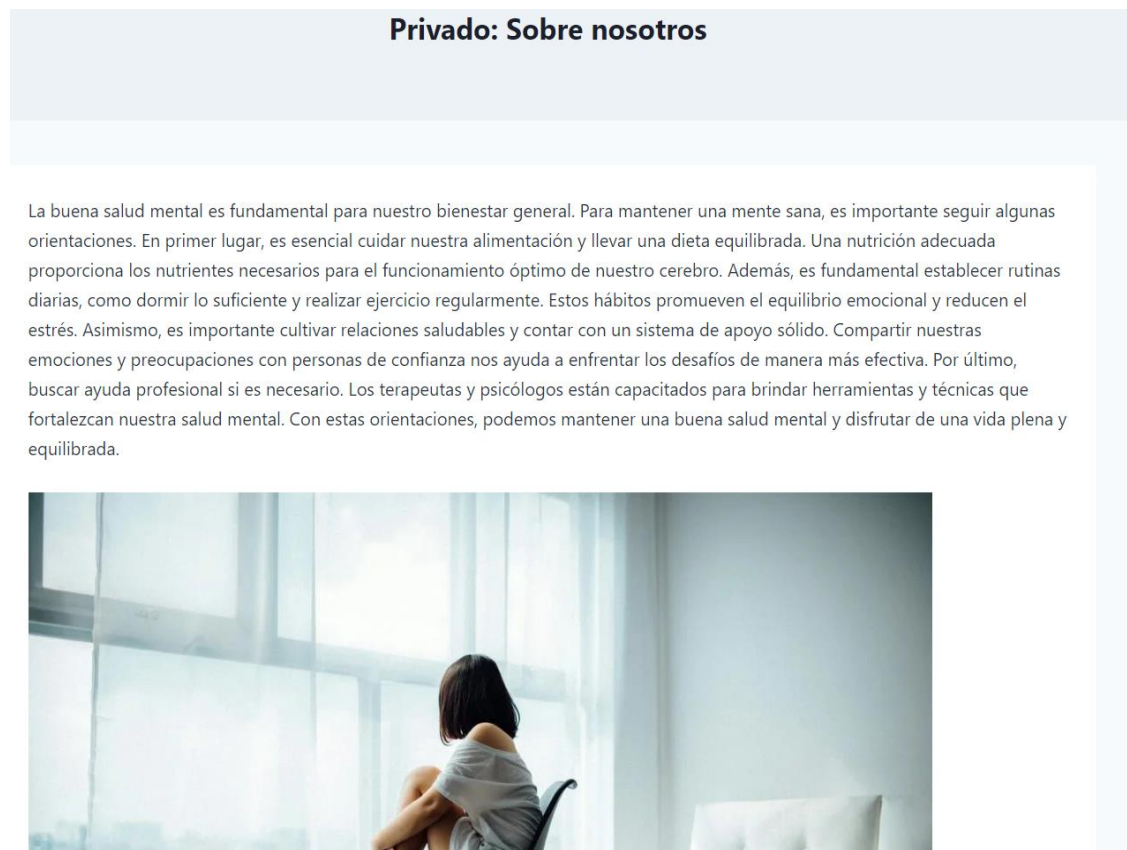 Privado: Sobre nosotros
La buena salud mental es fundamental para nuestro bienestar general. Para mantener una mente sana, es importante seguir algunas
orientaciones. En primer lugar, es esencial cuidar nuestra alimentación y llevar una dieta equilibrada. Una nutrición adecuada
proporciona los nutrientes necesarios para el funcionamiento óptimo de nuestro cerebro. Además, es fundamental establecer rutinas
diarias, como dormir lo suficiente y realizar ejercicio regularmente. Estos hábitos promueven el equilibrio emocional y reducen el
estrés. Asimismo, es importante cultivar relaciones saludables y contar con un sistema de apoyo sólido. Compartir nuestras
emociones y preocupaciones con personas de confianza nos ayuda a enfrentar los desafíos de manera más efectiva. Por último,
buscar ayuda profesional si es necesario. Los terapeutas y psicólogos están capacitados para brindar herramientas y técnicas que
fortalezcan nuestra salud mental. Con estas orientaciones, podemos mantener una buena salud mental y disfrutar de una vida plena y
equilibrada.